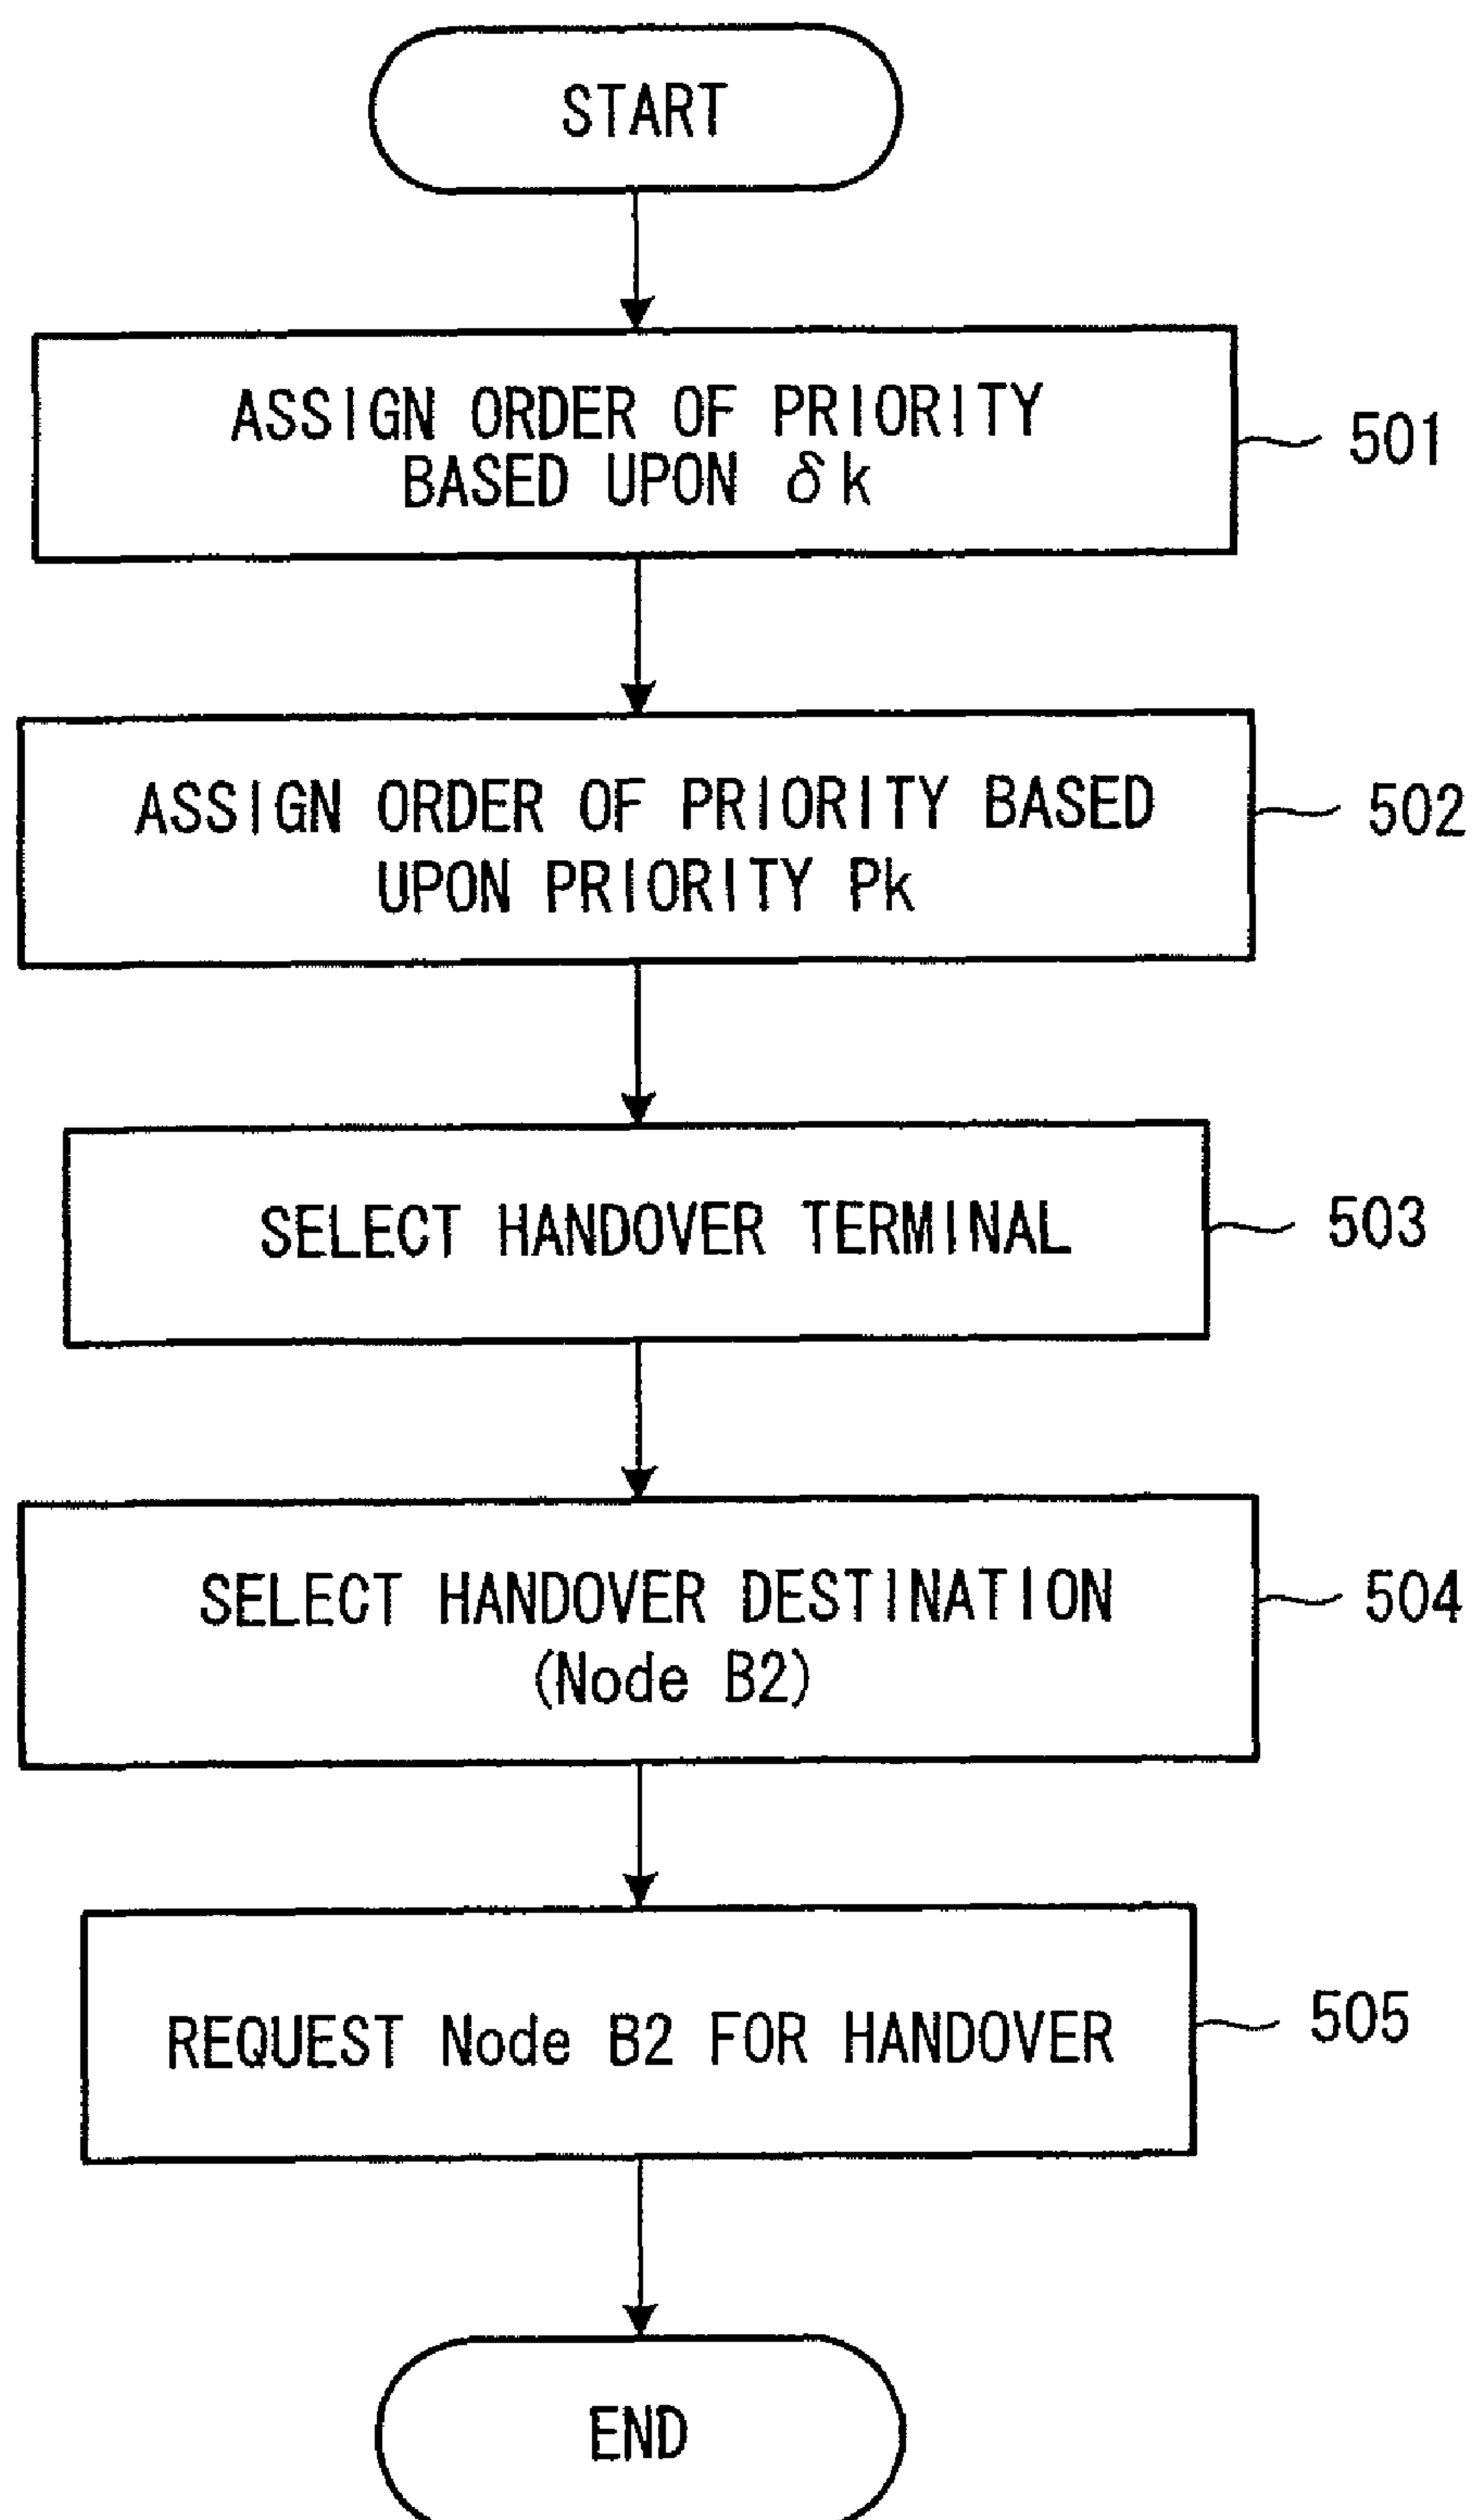 START
ASSIGN ORDER OF PRIORITY
BASED UPON δk
501
ASSIGN ORDER OF PRIORITY BASED
UPON PRIORITY Pk
502
SELECT HANDOVER TERMINAL
503
SELECT HANDOVER DESTINATION
(Node B2)
504
REQUEST Node B2 FOR HANDOVER
505
END